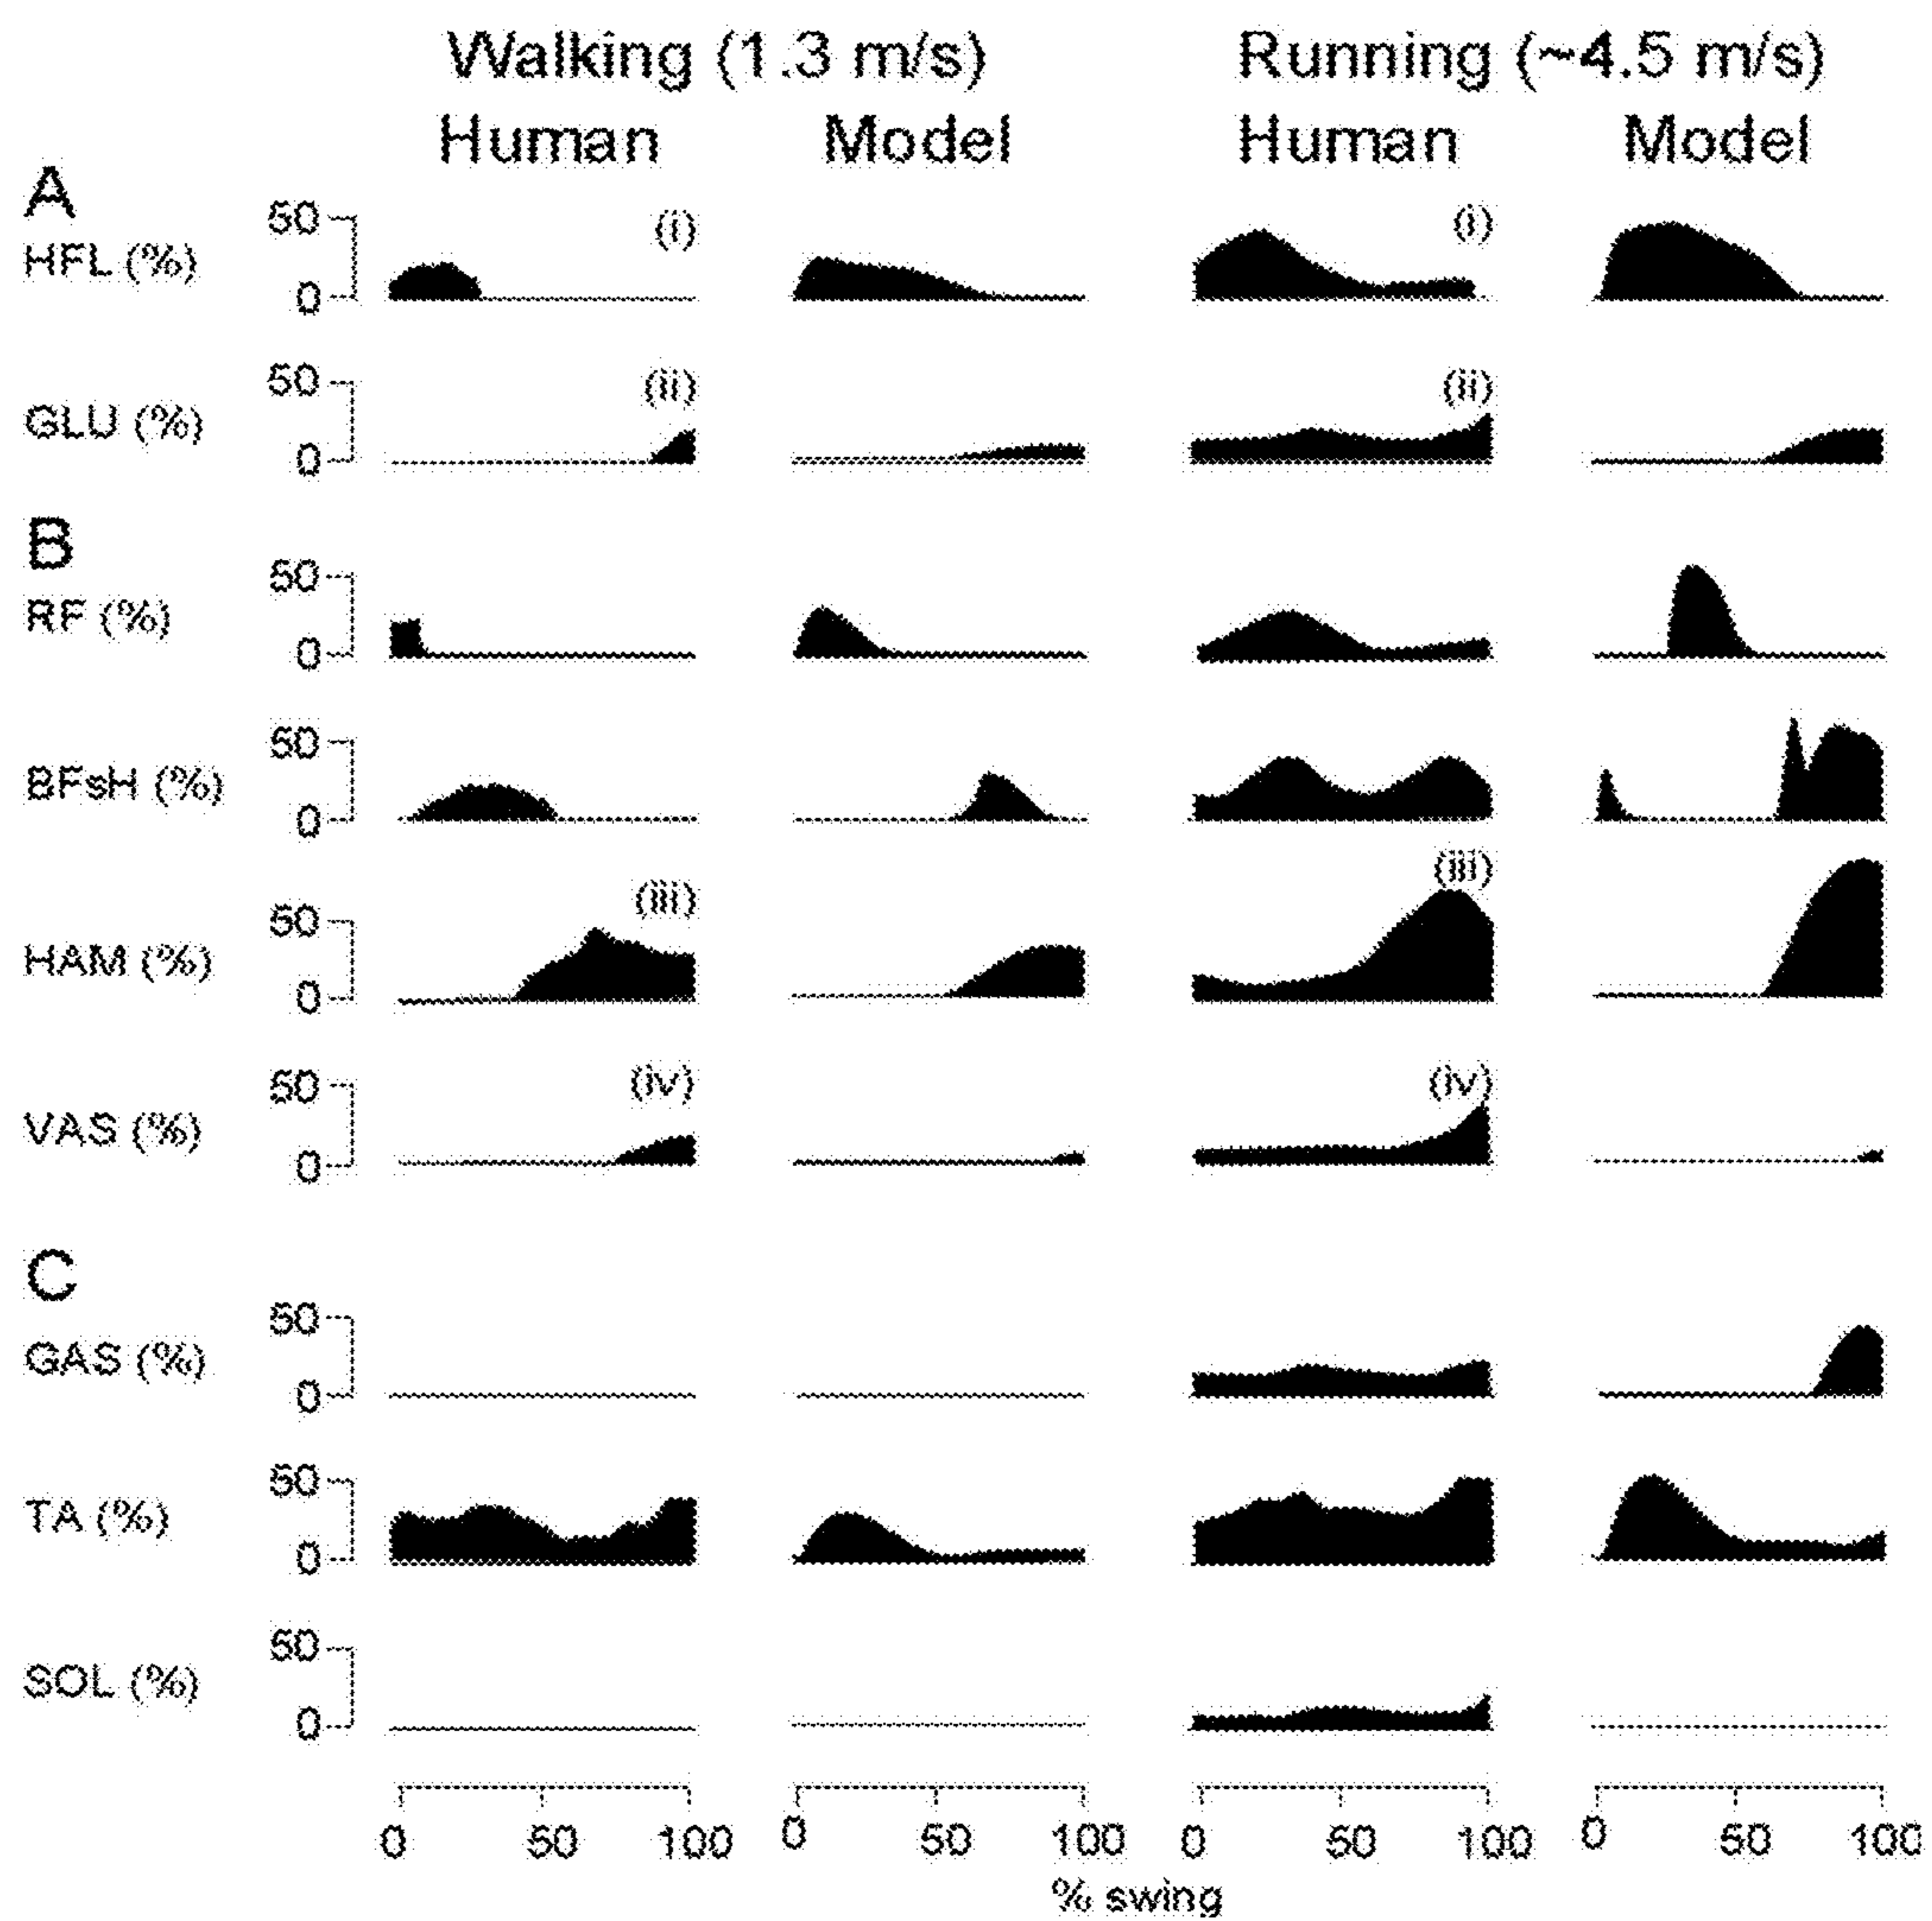 Walking (1.3 m/s) Running (~4.5 m/s)
Human Model Human Model
A
50 (i) (i)
HFL (%)
0
50 (ii) (ii)
GLU (%)
0
B
50
RF (%)
0
50
BFsH (%)
0
(iii) (iii)
50
HAM (%)
0
50 (iv) (iv)
VAS (%)
0
C
50
GAS (%)
0
50
TA (%)
0
50
SOL (%)
0
0 50 100 0 50 100 0 50 100 0 50 100
% swing